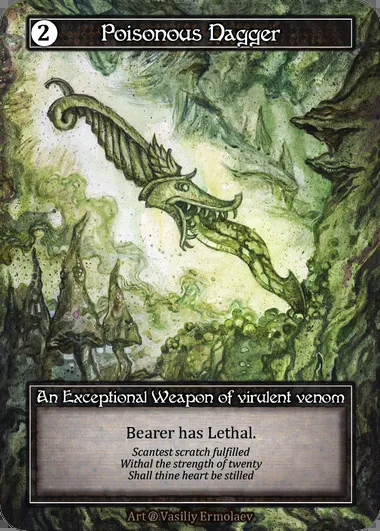 2
Poisonous Dagger
An Exceptional Weapon of virulent venom
Bearer has Lethal.
Scantest scratch fulfilled
Withal the strength of twenty
Shall thine heart be stilled
Art ® Vasiliy Ermolaev